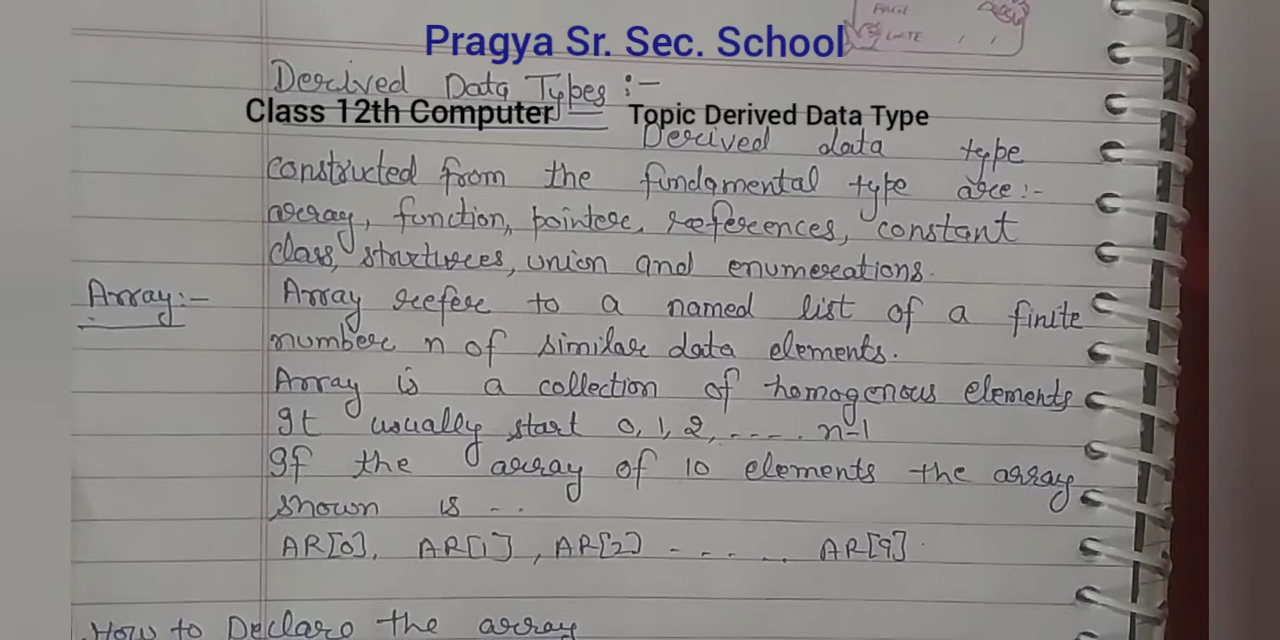 PAGE
DATE
Pragya Sr. Sec. School
Derived Data Types :-
Class 12th Computer Topic Derived Data Type
Derived data type
constructed from the fundamental type are:-
array, function, pointer, references, constant
class, structures, union and enumerations.
Array:- Array refer to a named list of a finite
number n of similar data elements.
Array is a collection of homogenous elements
It usually start 0, 1, 2, ---- . n-1
If the array of 10 elements the array
shown is - .
AR[0], AR[1], AR[2] - - - - . . AR[9] .
How to Declare the array